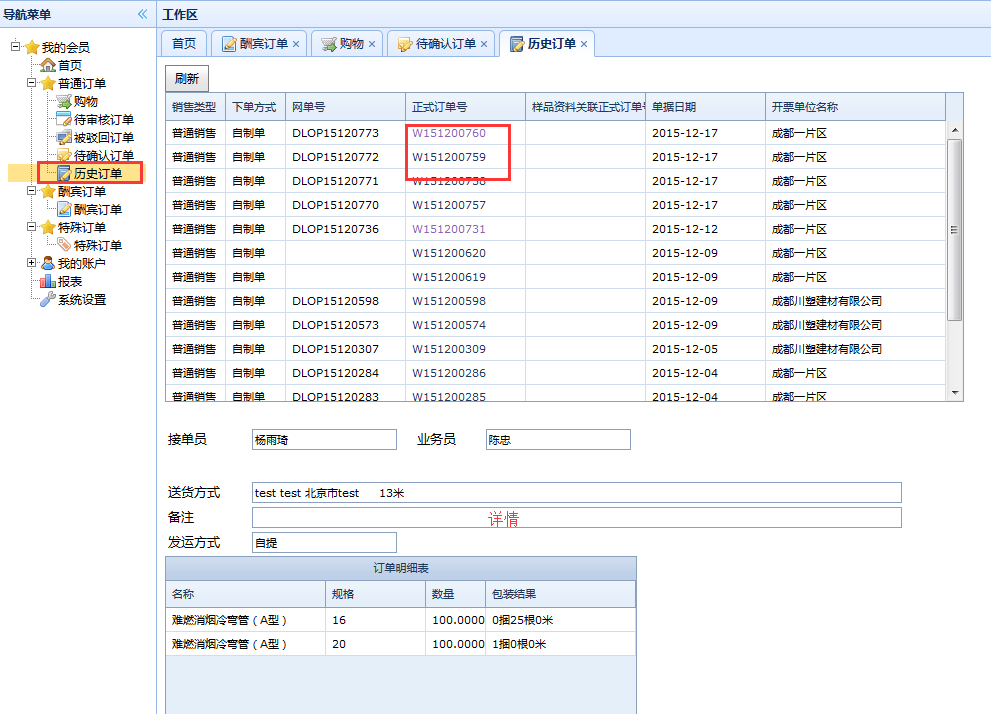 导航菜单
我的会员
首页
普通订单
购物
待审核订单
被驳回订单
待确认订单
历史订单
酬宾订单
酬宾订单
特殊订单
特殊订单
我的账户
报表
系统设置
工作区
首页 酬宾订单 购物 待确认订单 历史订单
刷新
销售类型 下单方式 网单号 正式订单号 样品资料关联正式订单号 单据日期 开票单位名称
普通销售 自制单 DLOP15120773 W151200760 2015-12-17 成都一片区
普通销售 自制单 DLOP15120772 W151200759 2015-12-17 成都一片区
普通销售 自制单 DLOP15120771 W151200758 2015-12-17 成都一片区
普通销售 自制单 DLOP15120770 W151200757 2015-12-17 成都一片区
普通销售 自制单 DLOP15120736 W151200731 2015-12-12 成都一片区
普通销售 自制单 W151200620 2015-12-09 成都一片区
普通销售 自制单 W151200619 2015-12-09 成都一片区
普通销售 自制单 DLOP15120598 W151200598 2015-12-09 成都川塑建材有限公司
普通销售 自制单 DLOP15120573 W151200574 2015-12-09 成都川塑建材有限公司
普通销售 自制单 DLOP15120307 W151200309 2015-12-05 成都川塑建材有限公司
普通销售 自制单 DLOP15120284 W151200286 2015-12-04 成都一片区
普通销售 自制单 DLOP15120283 W151200285 2015-12-04 成都一片区
接单员 杨雨琦 业务员 陈忠
送货方式 test test 北京市test 13米
备注 详情
发运方式 自提
订单明细表
名称 规格 数量 包装结果
难燃消烟冷弯管（A型） 16 100.0000 0捆25根0米
难燃消烟冷弯管（A型） 20 100.0000 1捆0根0米